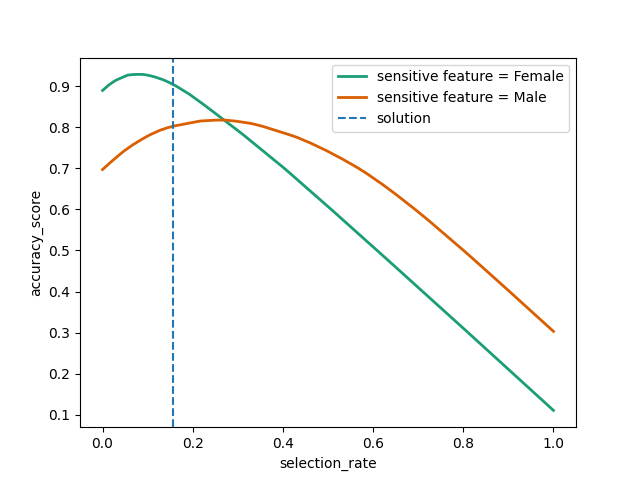 sensitive feature = Female
sensitive feature = Male
solution
accuracy_score
0.9
0.8
0.7
0.6
0.5
0.4
0.3
0.2
0.1
0.0 0.2 0.4 0.6 0.8 1.0
selection_rate